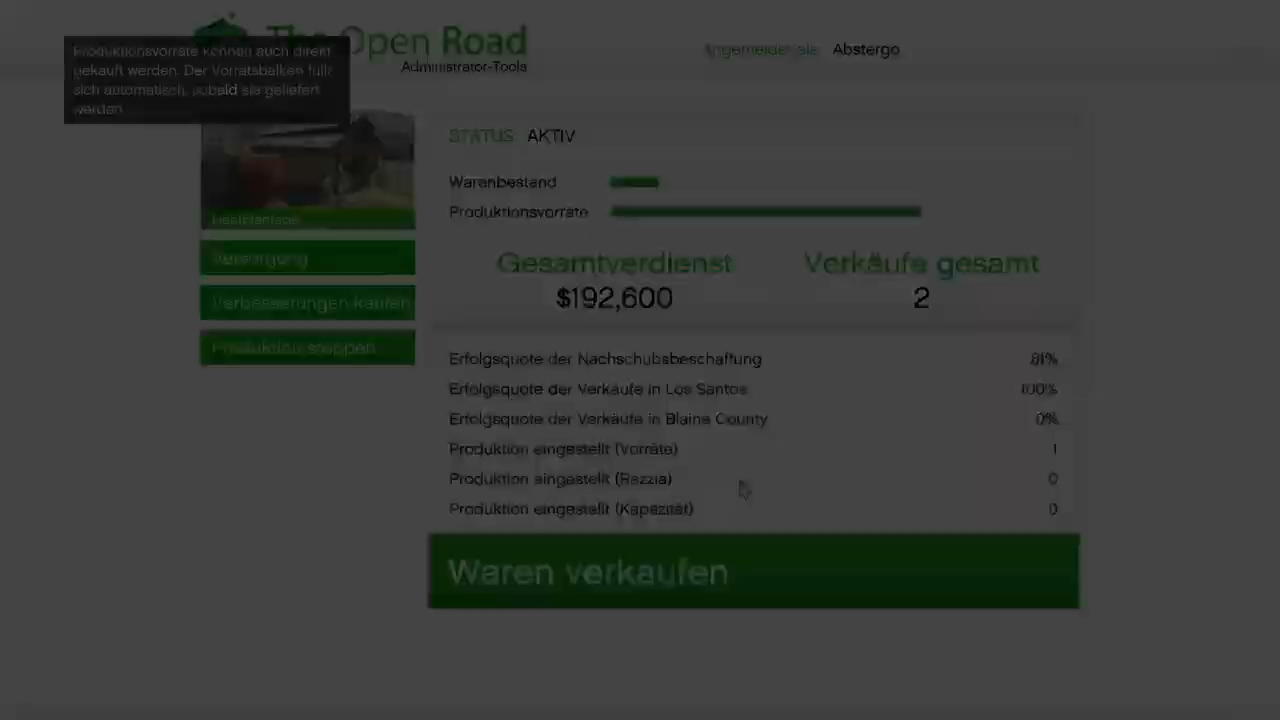 The Open Road
Administrator-Tools
Angemeldet als Abstergo
Produktionsvorräte können auch direkt
gekauft werden. Der Vorratsbalken füllt
sich automatisch, sobald sie geliefert
werden.
STATUS AKTIV
Warenbestand
Produktionsvorräte
Gesamtverdienst
$192,600
Verkäufe gesamt
2
Versorgung
Verbesserungen kaufen
Produktion stoppen
Erfolgsquote der Nachschubsbeschaffung 81%
Erfolgsquote der Verkäufe in Los Santos 100%
Erfolgsquote der Verkäufe in Blaine County 0%
Produktion eingestellt (Vorräte) 1
Produktion eingestellt (Razzia) 0
Produktion eingestellt (Kapazität) 0
Waren verkaufen